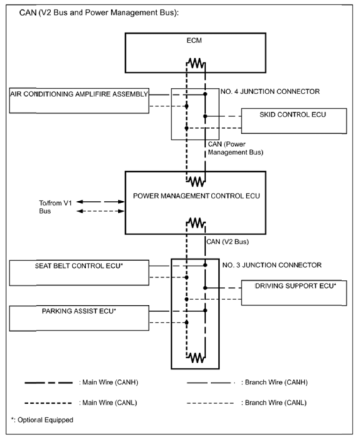 CAN (V2 Bus and Power Management Bus):
ECM
NO. 4 JUNCTION CONNECTOR
AIR CONDITIONING AMPLIFIRE ASSEMBLY
SKID CONTROL ECU
CAN (Power
Management Bus)
POWER MANAGEMENT CONTROL ECU
To/from V1
Bus
CAN (V2 Bus)
SEAT BELT CONTROL ECU*
NO. 3 JUNCTION CONNECTOR
DRIVING SUPPORT ECU*
PARKING ASSIST ECU*
: Main Wire (CANH)
: Branch Wire (CANH)
: Main Wire (CANL)
: Branch Wire (CANL)
*: Optional Equipped